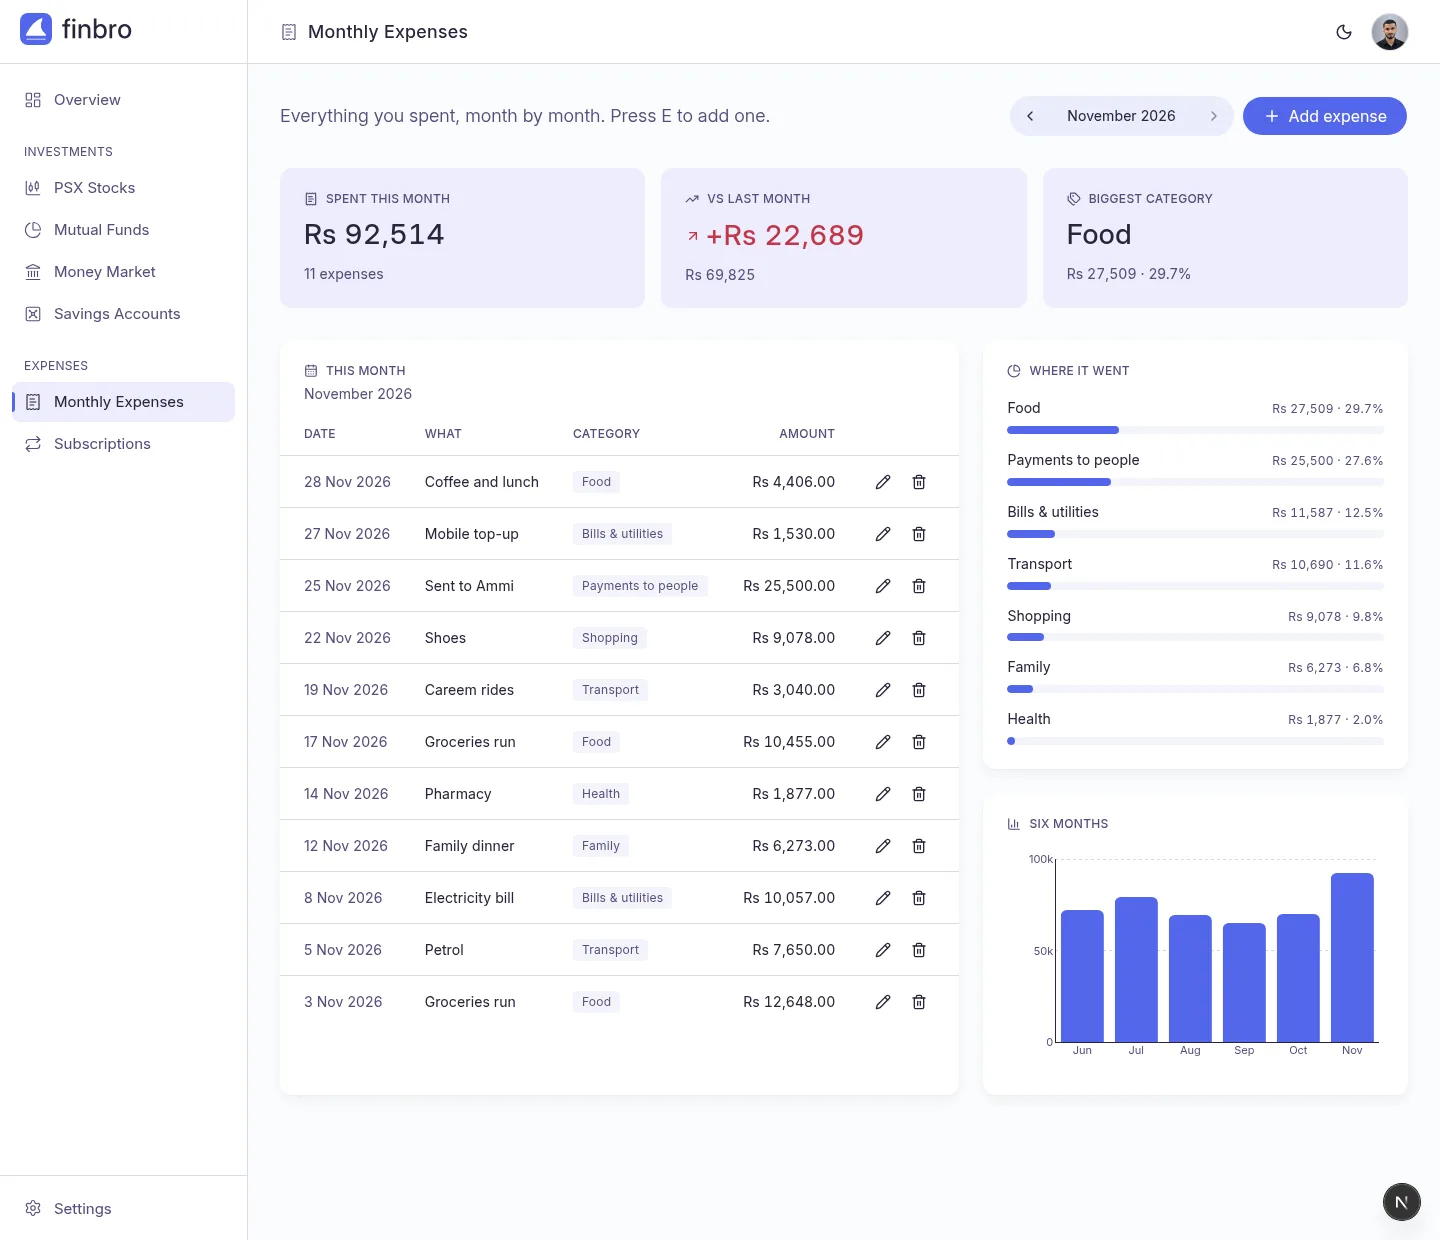 finbro
Monthly Expenses
Overview
INVESTMENTS
PSX Stocks
Mutual Funds
Money Market
Savings Accounts
EXPENSES
Monthly Expenses
Subscriptions
Settings
Everything you spent, month by month. Press E to add one.
November 2026
+ Add expense
SPENT THIS MONTH
Rs 92,514
11 expenses
VS LAST MONTH
+Rs 22,689
Rs 69,825
BIGGEST CATEGORY
Food
Rs 27,509 · 29.7%
THIS MONTH
November 2026
DATE WHAT CATEGORY AMOUNT
28 Nov 2026 Coffee and lunch Food Rs 4,406.00
27 Nov 2026 Mobile top-up Bills & utilities Rs 1,530.00
25 Nov 2026 Sent to Ammi Payments to people Rs 25,500.00
22 Nov 2026 Shoes Shopping Rs 9,078.00
19 Nov 2026 Careem rides Transport Rs 3,040.00
17 Nov 2026 Groceries run Food Rs 10,455.00
14 Nov 2026 Pharmacy Health Rs 1,877.00
12 Nov 2026 Family dinner Family Rs 6,273.00
8 Nov 2026 Electricity bill Bills & utilities Rs 10,057.00
5 Nov 2026 Petrol Transport Rs 7,650.00
3 Nov 2026 Groceries run Food Rs 12,648.00
WHERE IT WENT
Food Rs 27,509 · 29.7%
Payments to people Rs 25,500 · 27.6%
Bills & utilities Rs 11,587 · 12.5%
Transport Rs 10,690 · 11.6%
Shopping Rs 9,078 · 9.8%
Family Rs 6,273 · 6.8%
Health Rs 1,877 · 2.0%
SIX MONTHS
100k
50k
0
Jun Jul Aug Sep Oct Nov
N